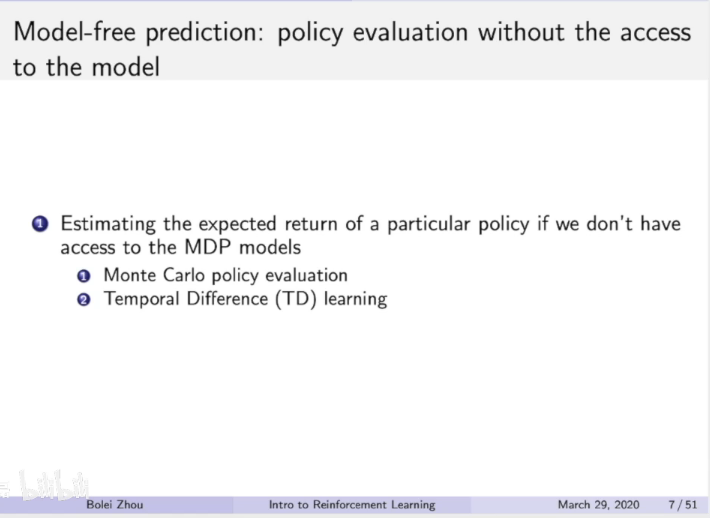 Model-free prediction: policy evaluation without the access
to the model
1 Estimating the expected return of a particular policy if we don't have
access to the MDP models
1 Monte Carlo policy evaluation
2 Temporal Difference (TD) learning
bilibili
Bolei Zhou Intro to Reinforcement Learning March 29, 2020 7 / 51